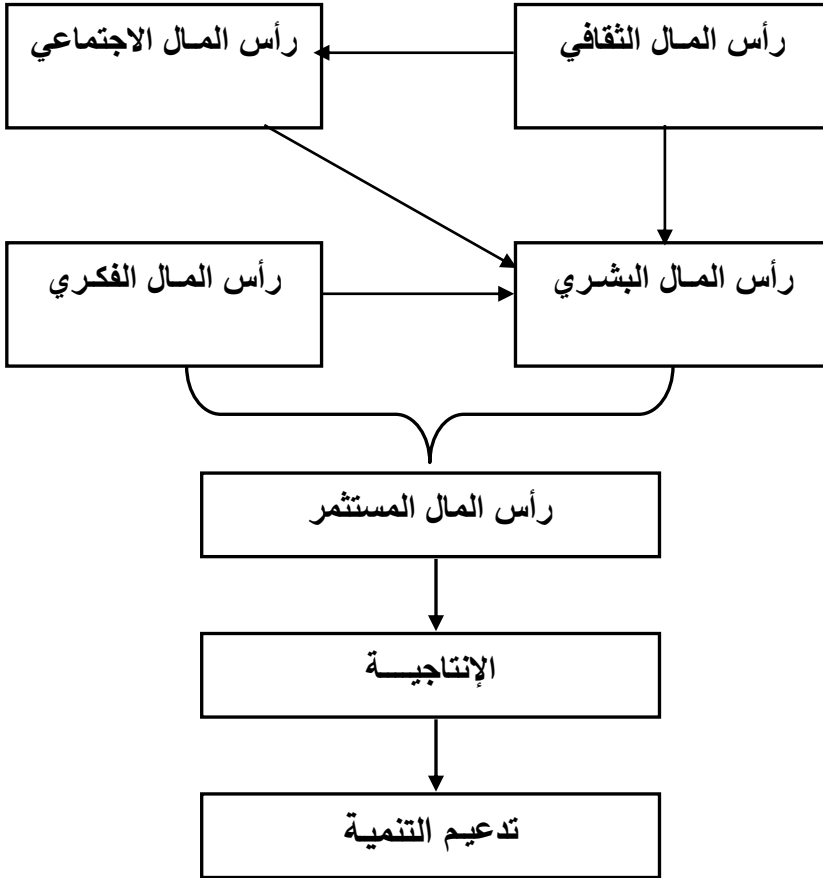 رأس المـال الثقافي
رأس المـال الاجتماعي
رأس المـال البشـري
رأس المـال الفكـري
رأس المال المستثمر
الإنتاجيـــة
تدعيـم التنميـة